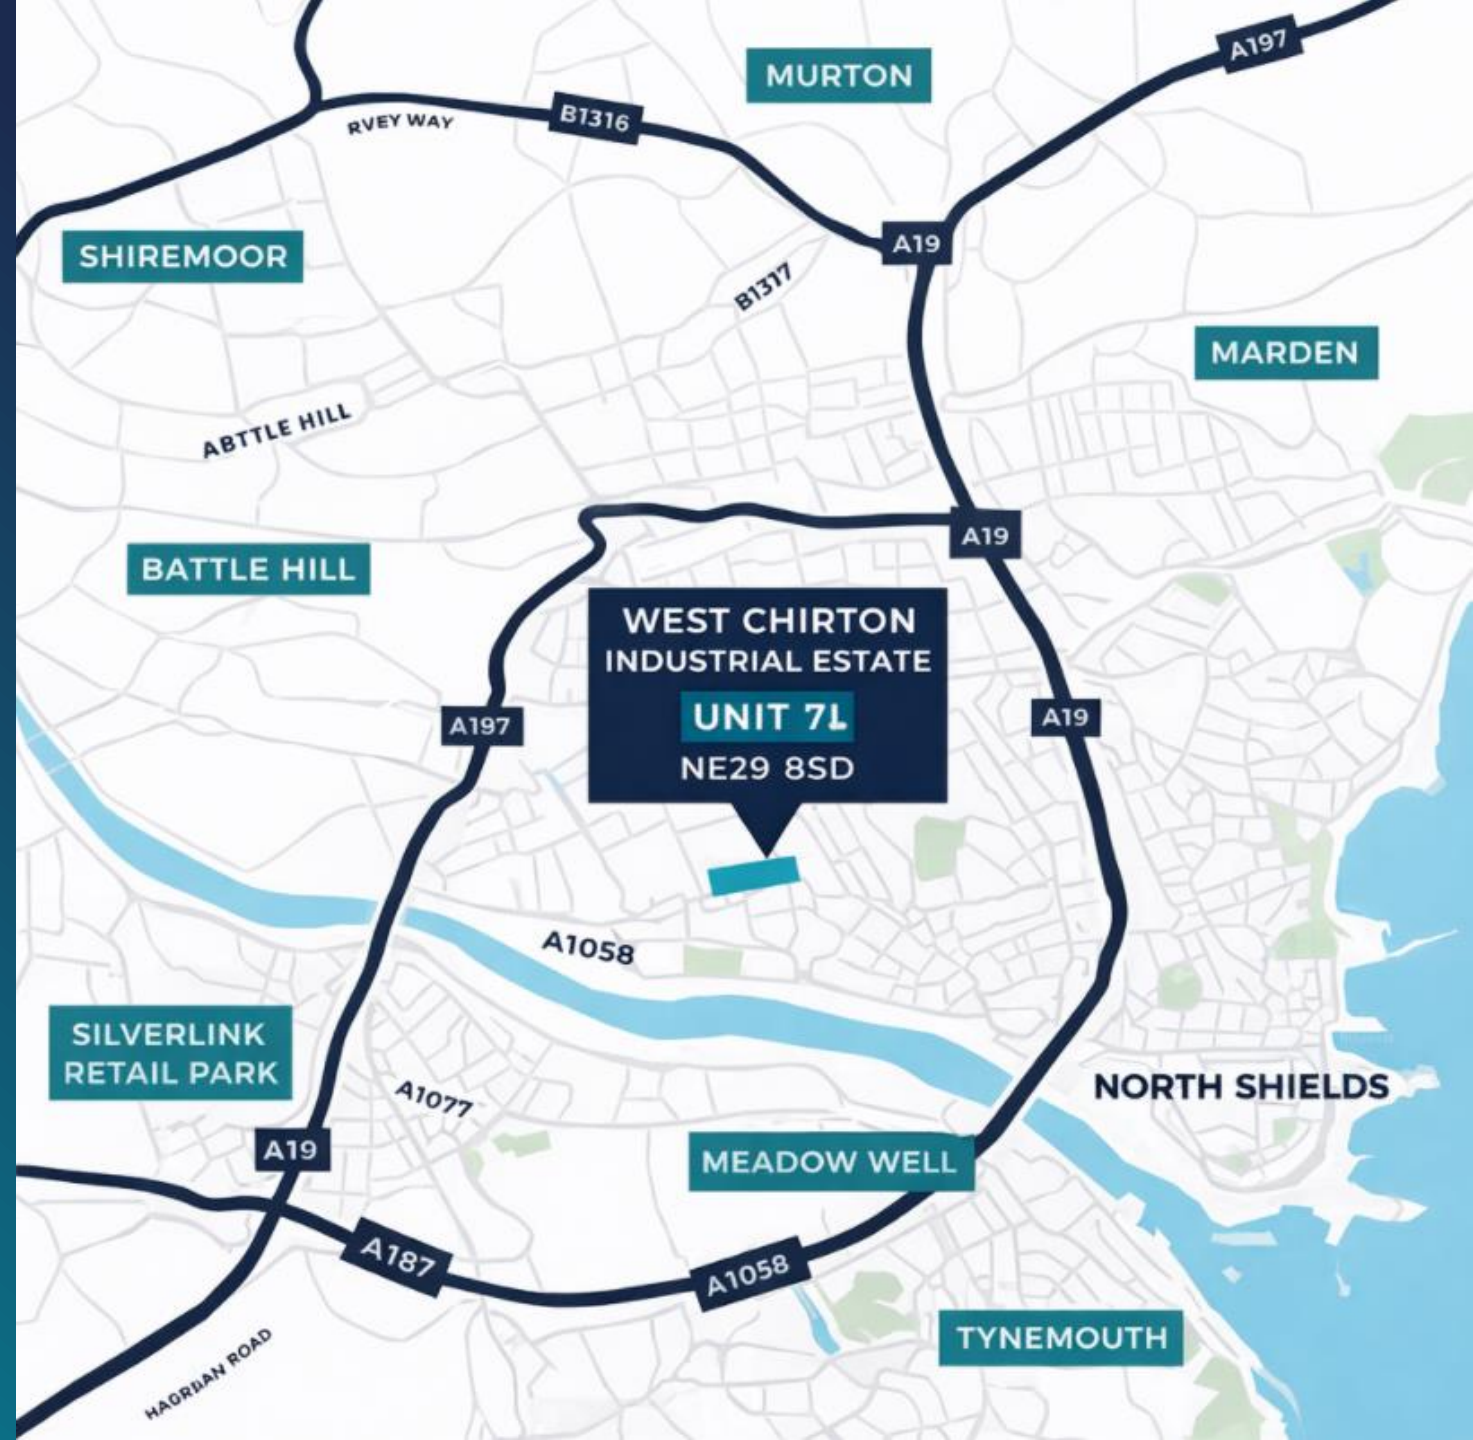 A197
MURTON
B1316
RVEY WAY
A19
SHIREMOOR
B1317
MARDEN
ABTTLE HILL
A19
BATTLE HILL
WEST CHIRTON
INDUSTRIAL ESTATE
UNIT 7L
NE29 8SD
A197
A19
A1058
SILVERLINK
RETAIL PARK
A1077
NORTH SHIELDS
A19
MEADOW WELL
A187
A1058
TYNEMOUTH
ROAD